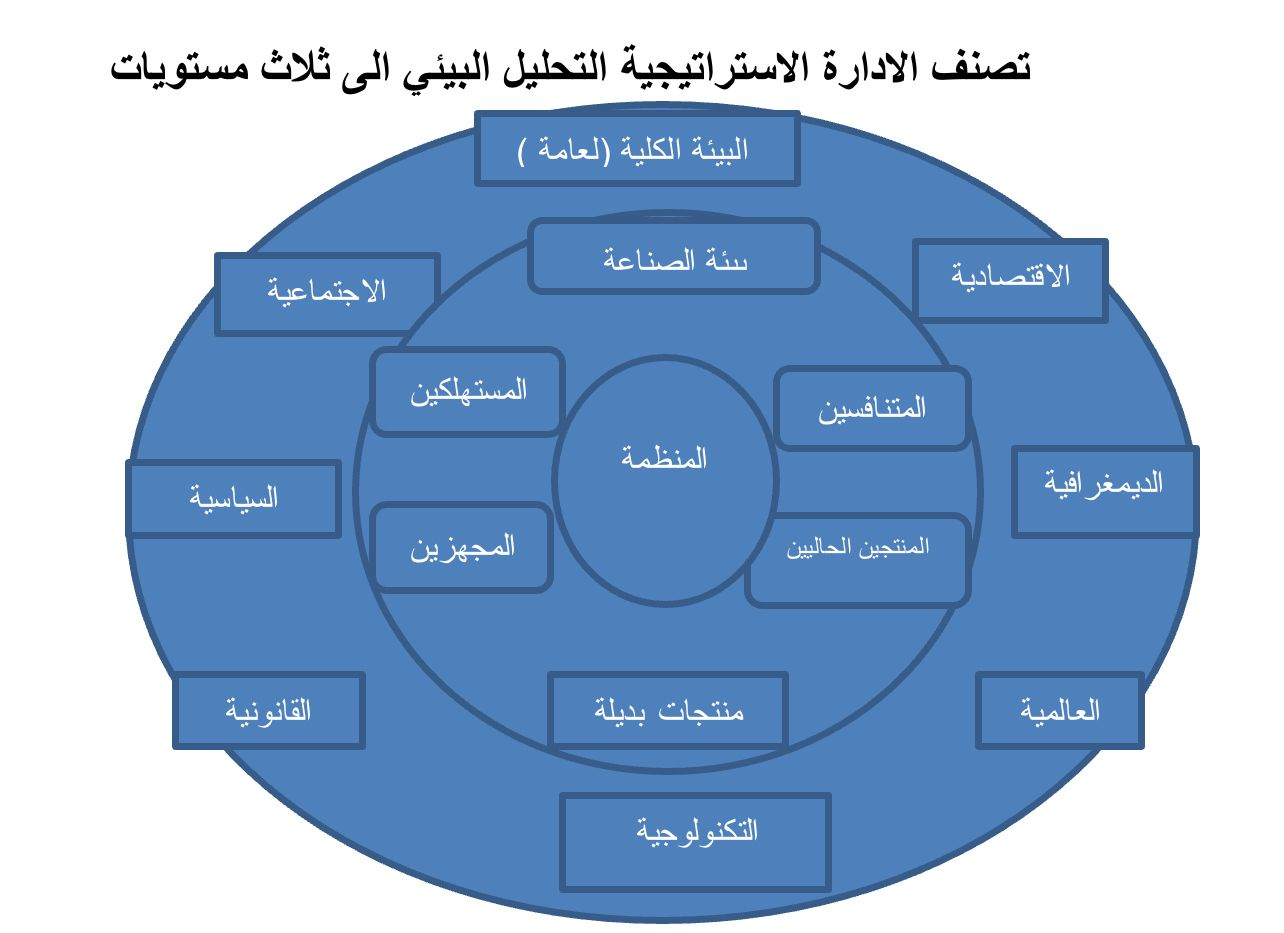 تصنف الادارة الاستراتيجية التحليل البيئي الى ثلاث مستويات
البيئة الكلية (لعامة )
بيئة الصناعة
الاقتصادية
الاجتماعية
المتنافسين
المستهلكين
المنظمة
الديمغرافية
السياسية
المنتجين الحاليين
المجهزين
العالمية
منتجات بديلة
القانونية
التكنولوجية